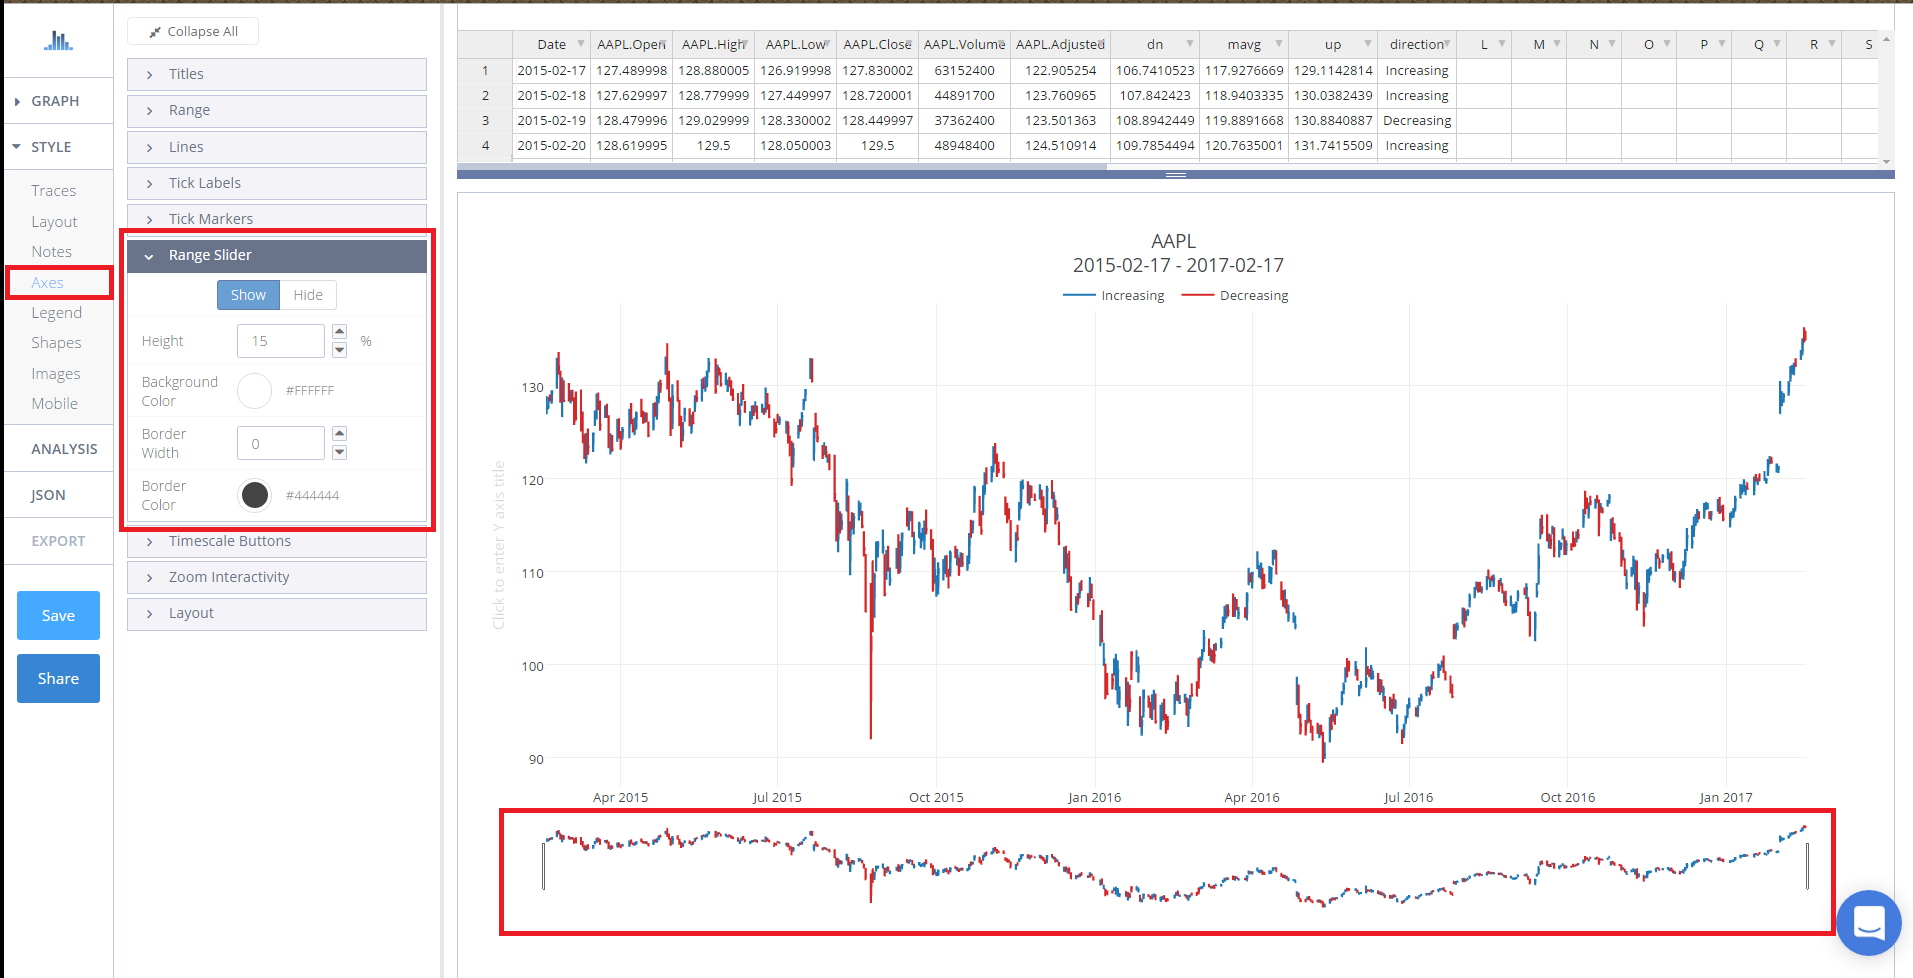 Collapse All
GRAPH
STYLE
Traces
Layout
Notes
Axes
Legend
Shapes
Images
Mobile
ANALYSIS
JSON
EXPORT
Save
Share
Titles
Range
Lines
Tick Labels
Tick Markers
Range Slider
Show Hide
Height 15 %
Background Color #FFFFFF
Border Width 0
Border Color #444444
Timescale Buttons
Zoom Interactivity
Layout
Date AAPL.Open AAPL.High AAPL.Low AAPL.Close AAPL.Volume AAPL.Adjusted dn mavg up direction L M N O P Q R S
1 2015-02-17 127.489998 128.880005 126.919998 127.830002 63152400 122.905254 106.7410523 117.9276669 129.1142814 Increasing
2 2015-02-18 127.629997 128.779999 127.449997 128.720001 44891700 123.760965 107.842423 118.9403335 130.0382439 Increasing
3 2015-02-19 128.479996 129.029999 128.330002 128.449997 37362400 123.501363 108.8942449 119.8891668 130.8840887 Decreasing
4 2015-02-20 128.619995 129.5 128.050003 129.5 48948400 124.510914 109.7854494 120.7635001 131.7415509 Increasing
AAPL
2015-02-17 - 2017-02-17
Increasing Decreasing
Click to enter Y axis title
130
120
110
100
90
Apr 2015 Jul 2015 Oct 2015 Jan 2016 Apr 2016 Jul 2016 Oct 2016 Jan 2017